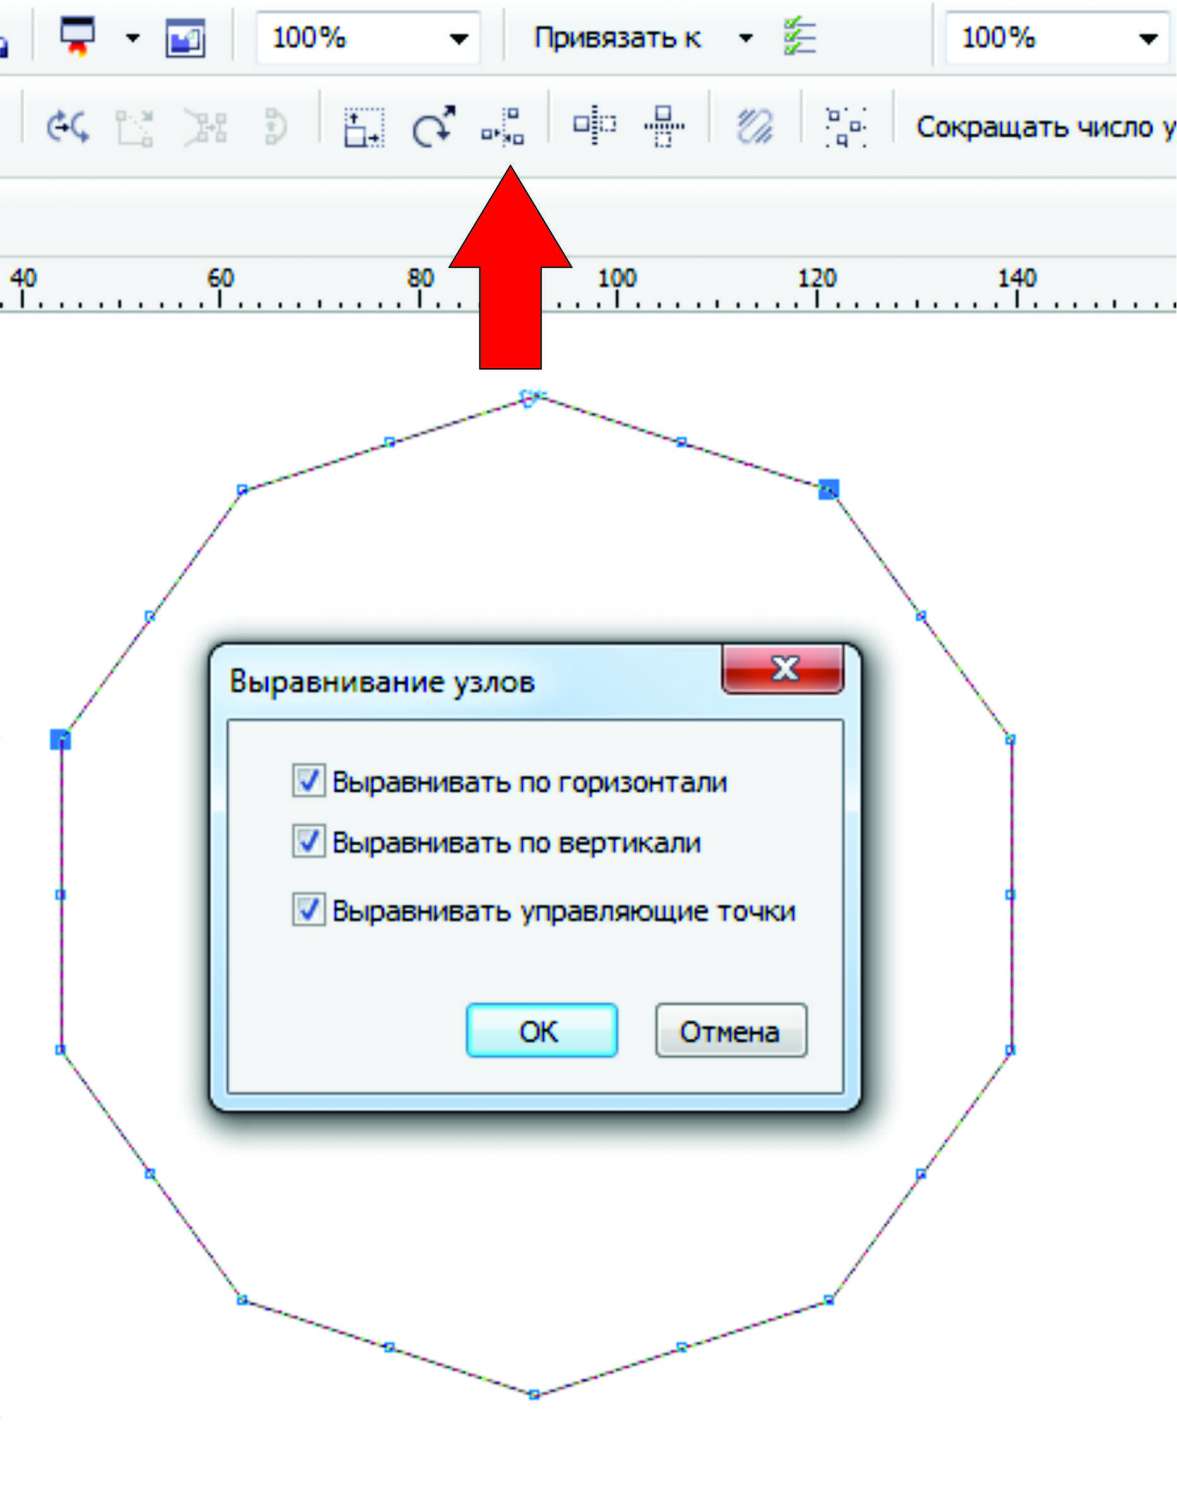 100% Привязать к 100%
Сокращать число у
40 60 80 100 120 140
Выравнивание узлов
Выравнивать по горизонтали
Выравнивать по вертикали
Выравнивать управляющие точки
ОК Отмена